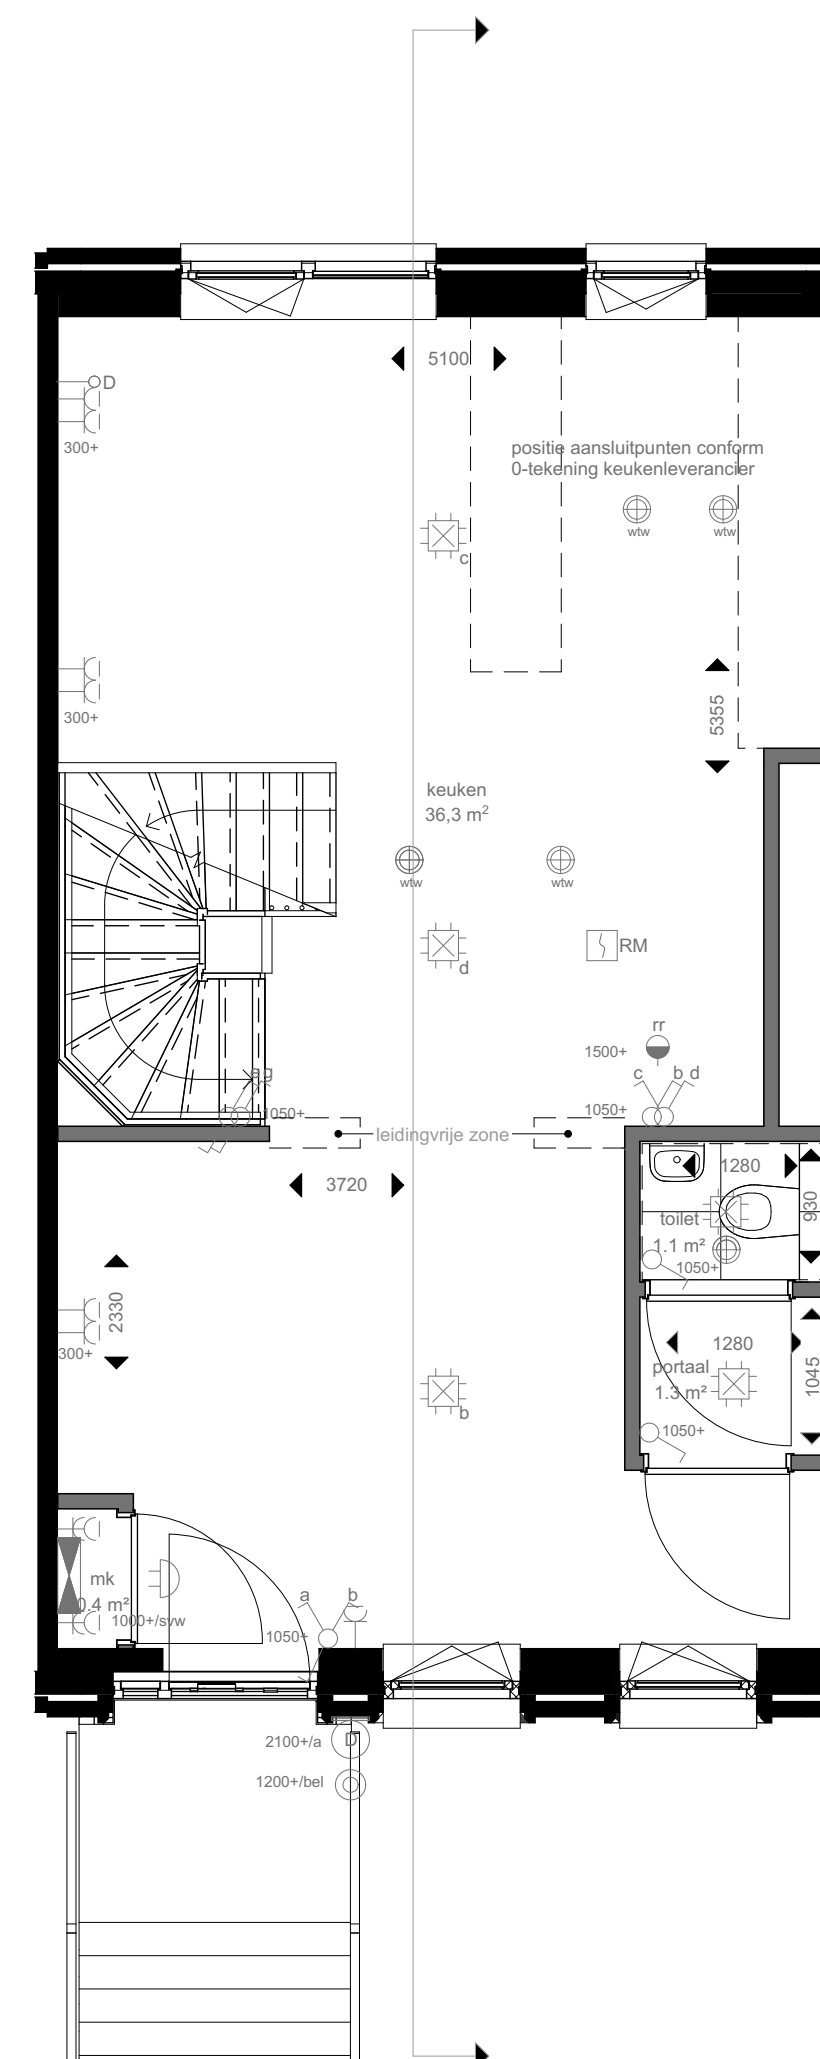 5100
D
300+
positie aansluitpunten conform
0-tekening keukenleverancier
wtw
wtw
c
300+
5355
keuken
36,3 m²
wtw
wtw
d
RM
rr
1500+
c
b d
1050+
1050+
leidingvrije zone
3720
1280
930
toilet
1.1 m²
1050+
2330
300+
1280
portaal
1.3 m²
1045
1050+
b
mk
0.4 m²
1000+/svw
a
b
1050+
2100+/a
D
1200+/bel